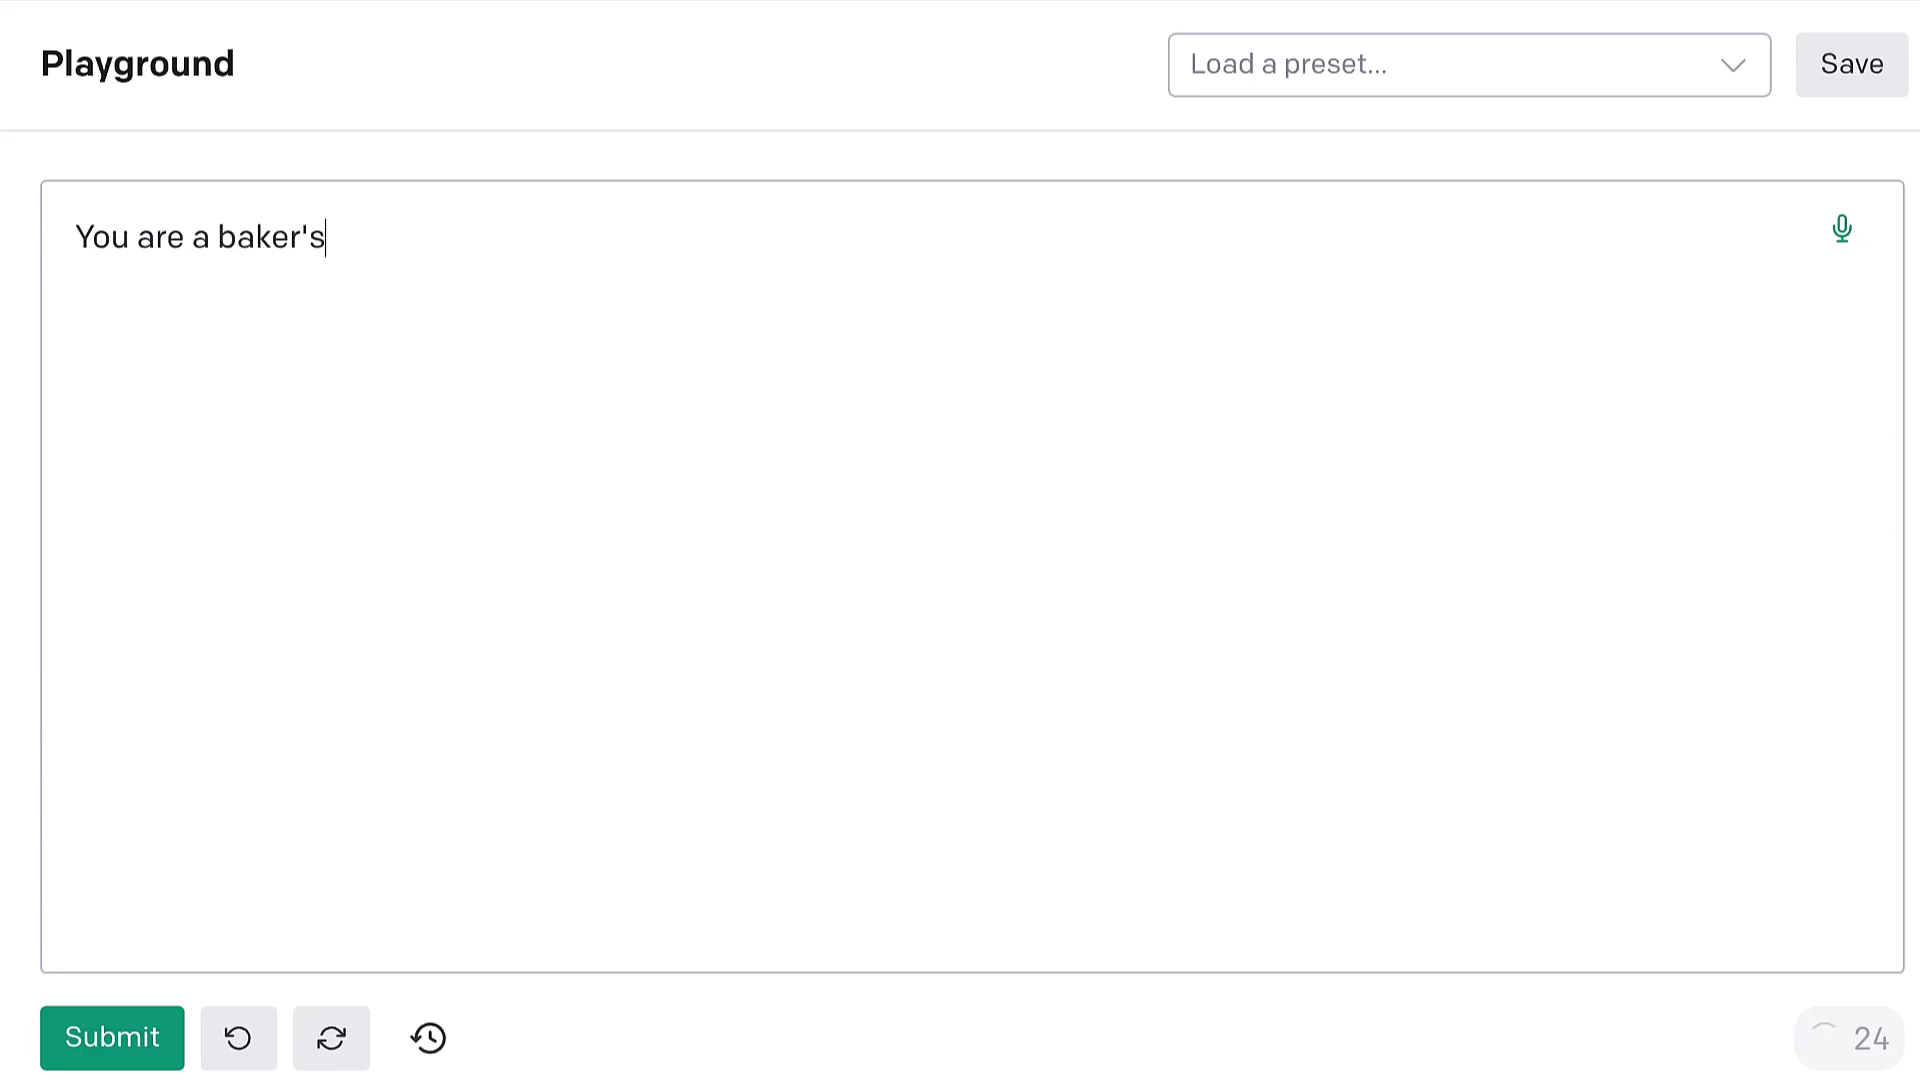 Playground
Load a preset...
Save
You are a baker's
Submit
24